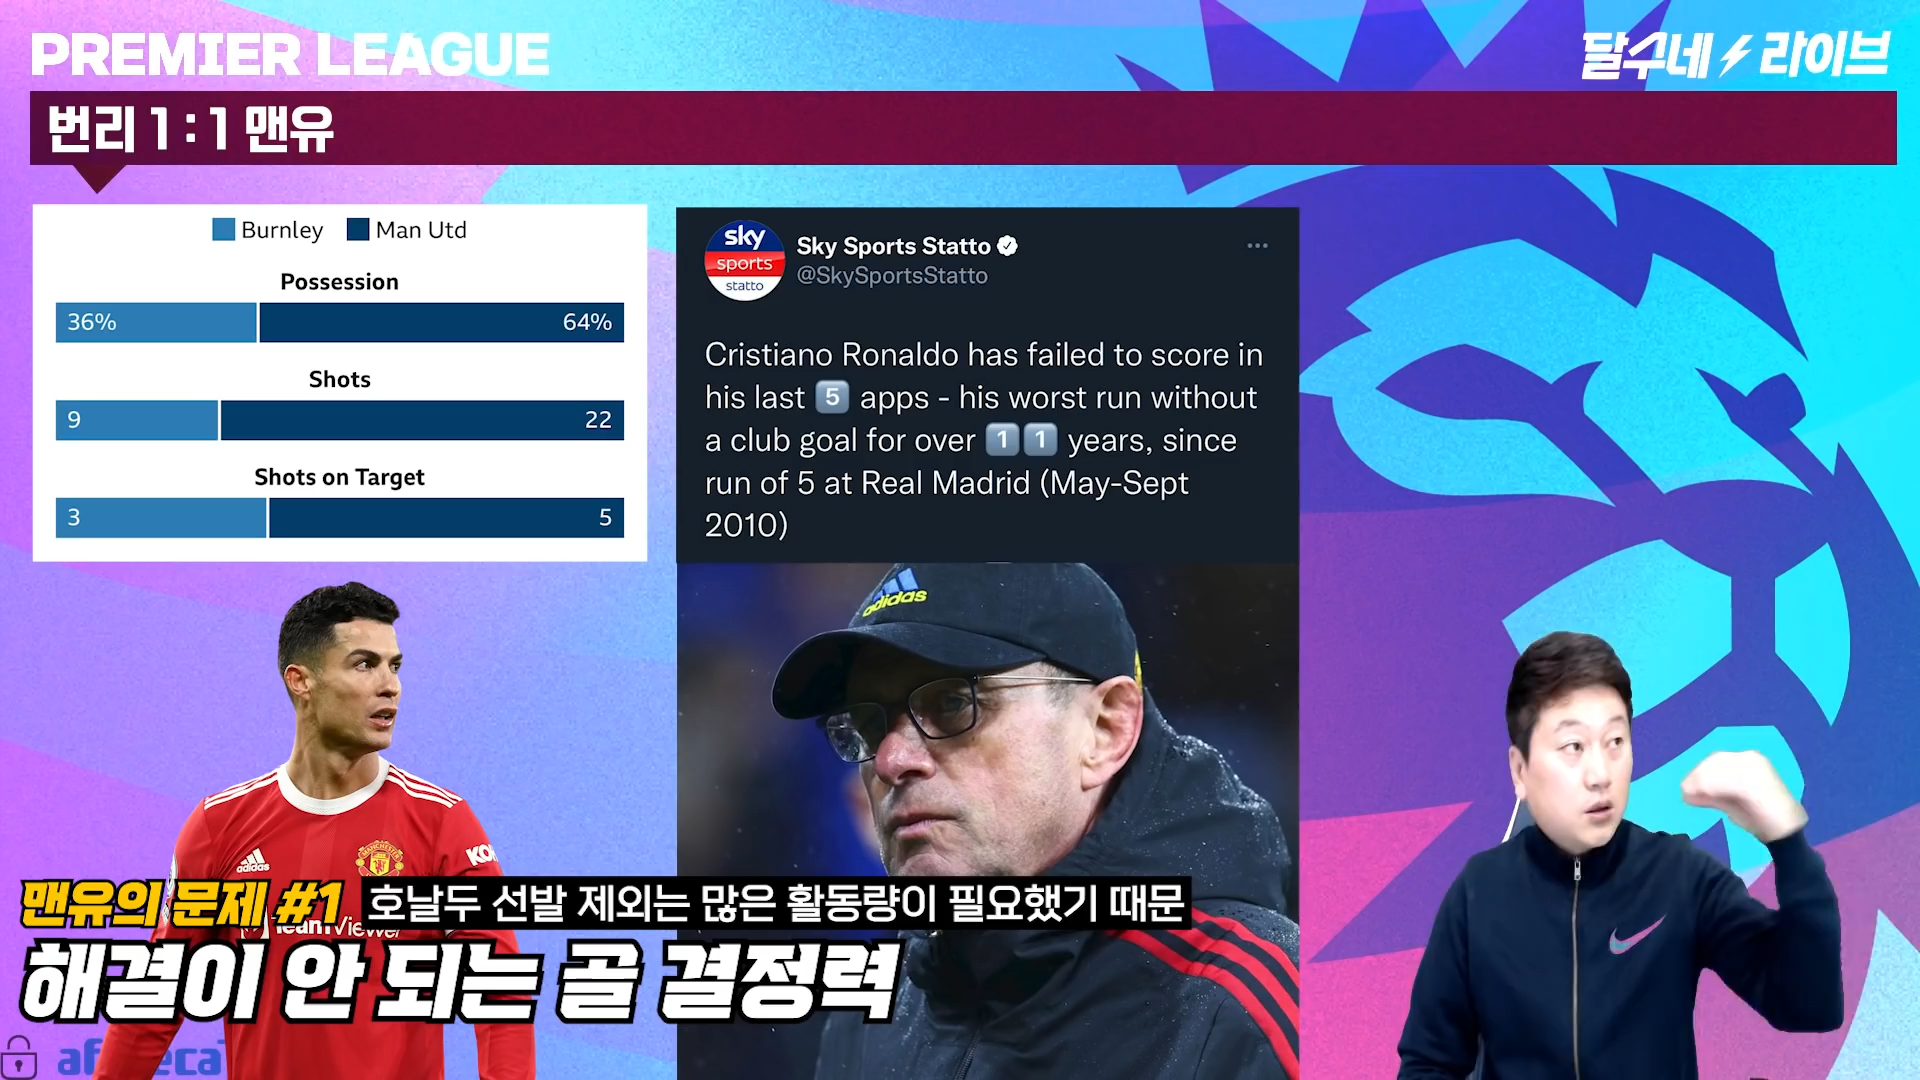 PREMIER LEAGUE
달수네 라이브
번리 1 : 1 맨유
Burnley Man Utd
Possession
36% 64%
Shots
9 22
Shots on Target
3 5
sky
sports
statto
Sky Sports Statto
@SkySportsStatto
Cristiano Ronaldo has failed to score in
his last 5 apps - his worst run without
a club goal for over 11 years, since
run of 5 at Real Madrid (May-Sept
2010)
adidas
adidas
MANCHESTER
맨유의 문제 #1
호날두 선발 제외는 많은 활동량이 필요했기 때문
해결이 안 되는 골 결정력